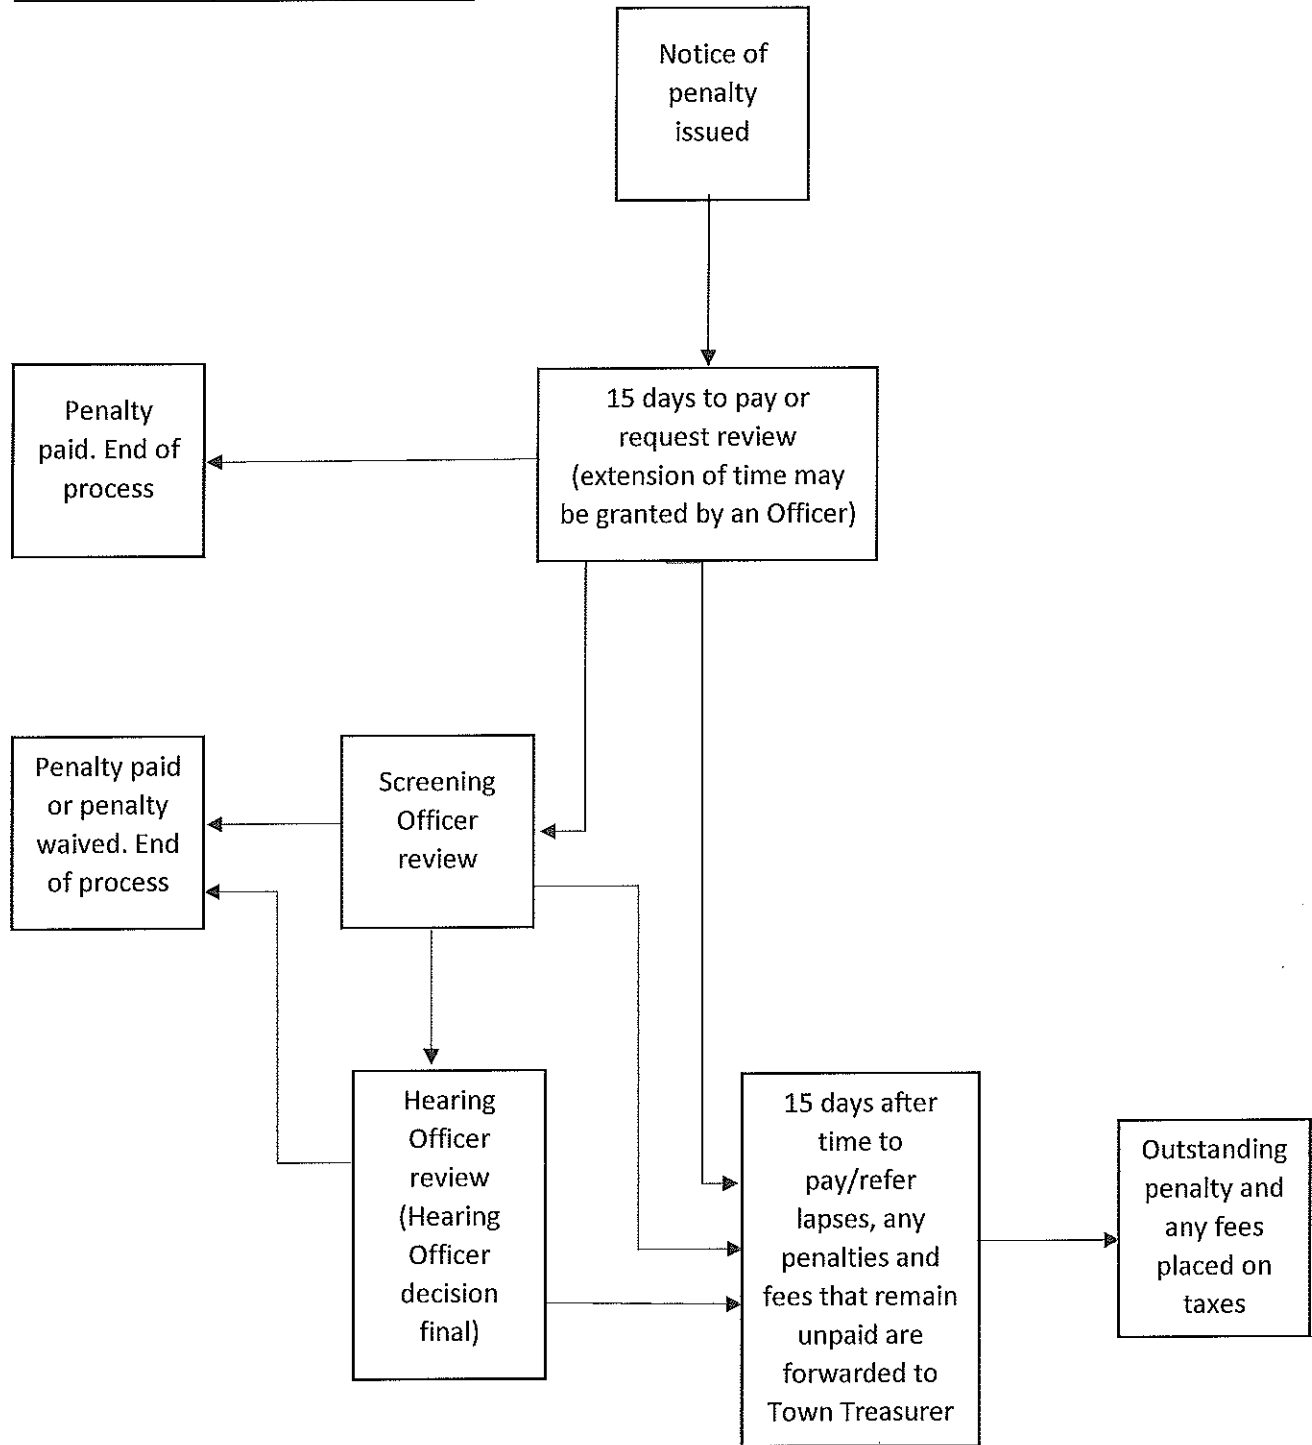 Notice of
penalty
issued
Penalty
paid. End of
process
15 days to pay or
request review
(extension of time may
be granted by an Officer)
Penalty paid
or penalty
waived. End
of process
Screening
Officer
review
Hearing
Officer
review
(Hearing
Officer
decision
final)
15 days after
time to
pay/refer
lapses, any
penalties and
fees that remain
unpaid are
forwarded to
Town Treasurer
Outstanding
penalty and
any fees
placed on
taxes